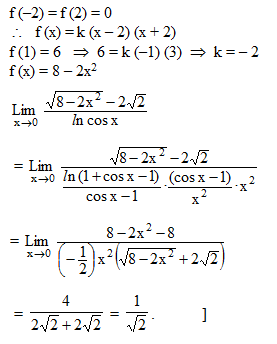 f(–2) = f(2) = 0
∴ f(x) = k (x – 2) (x + 2)
f(1) = 6 ⇒ 6 = k (–1) (3) ⇒ k = – 2
f(x) = 8 – 2x²
Lim x→0 (√(8–2x²) – 2√2) / (ln cos x)
= Lim x→0 (√(8–2x²) – 2√2) / ((ln (1 + cos x – 1))/(cos x – 1) · (cos x – 1)/x² · x²)
= Lim x→0 (8 – 2x² – 8) / ((–1/2) x² (√(8–2x²) + 2√2))
= 4/(2√2 + 2√2) = 1/√2 . ]